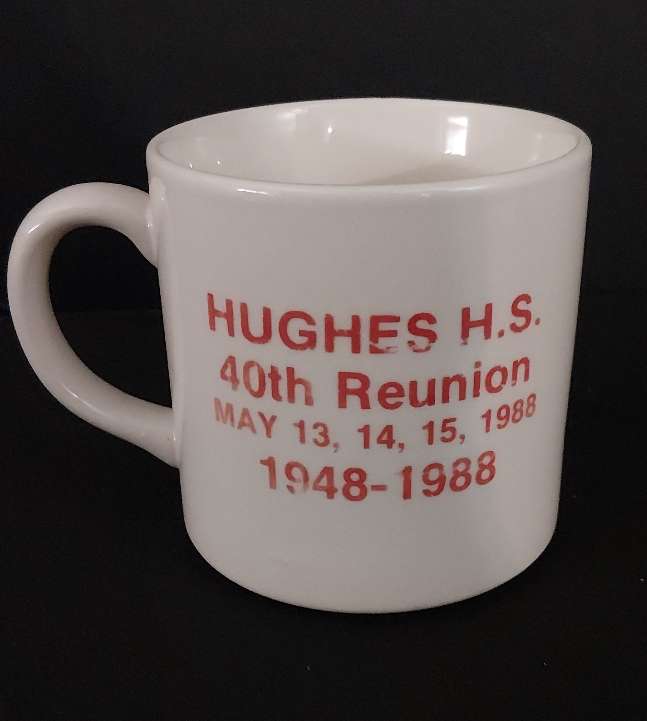 HUGHES H.S.
40th Reunion
MAY 13, 14, 15, 1988
1948-1988